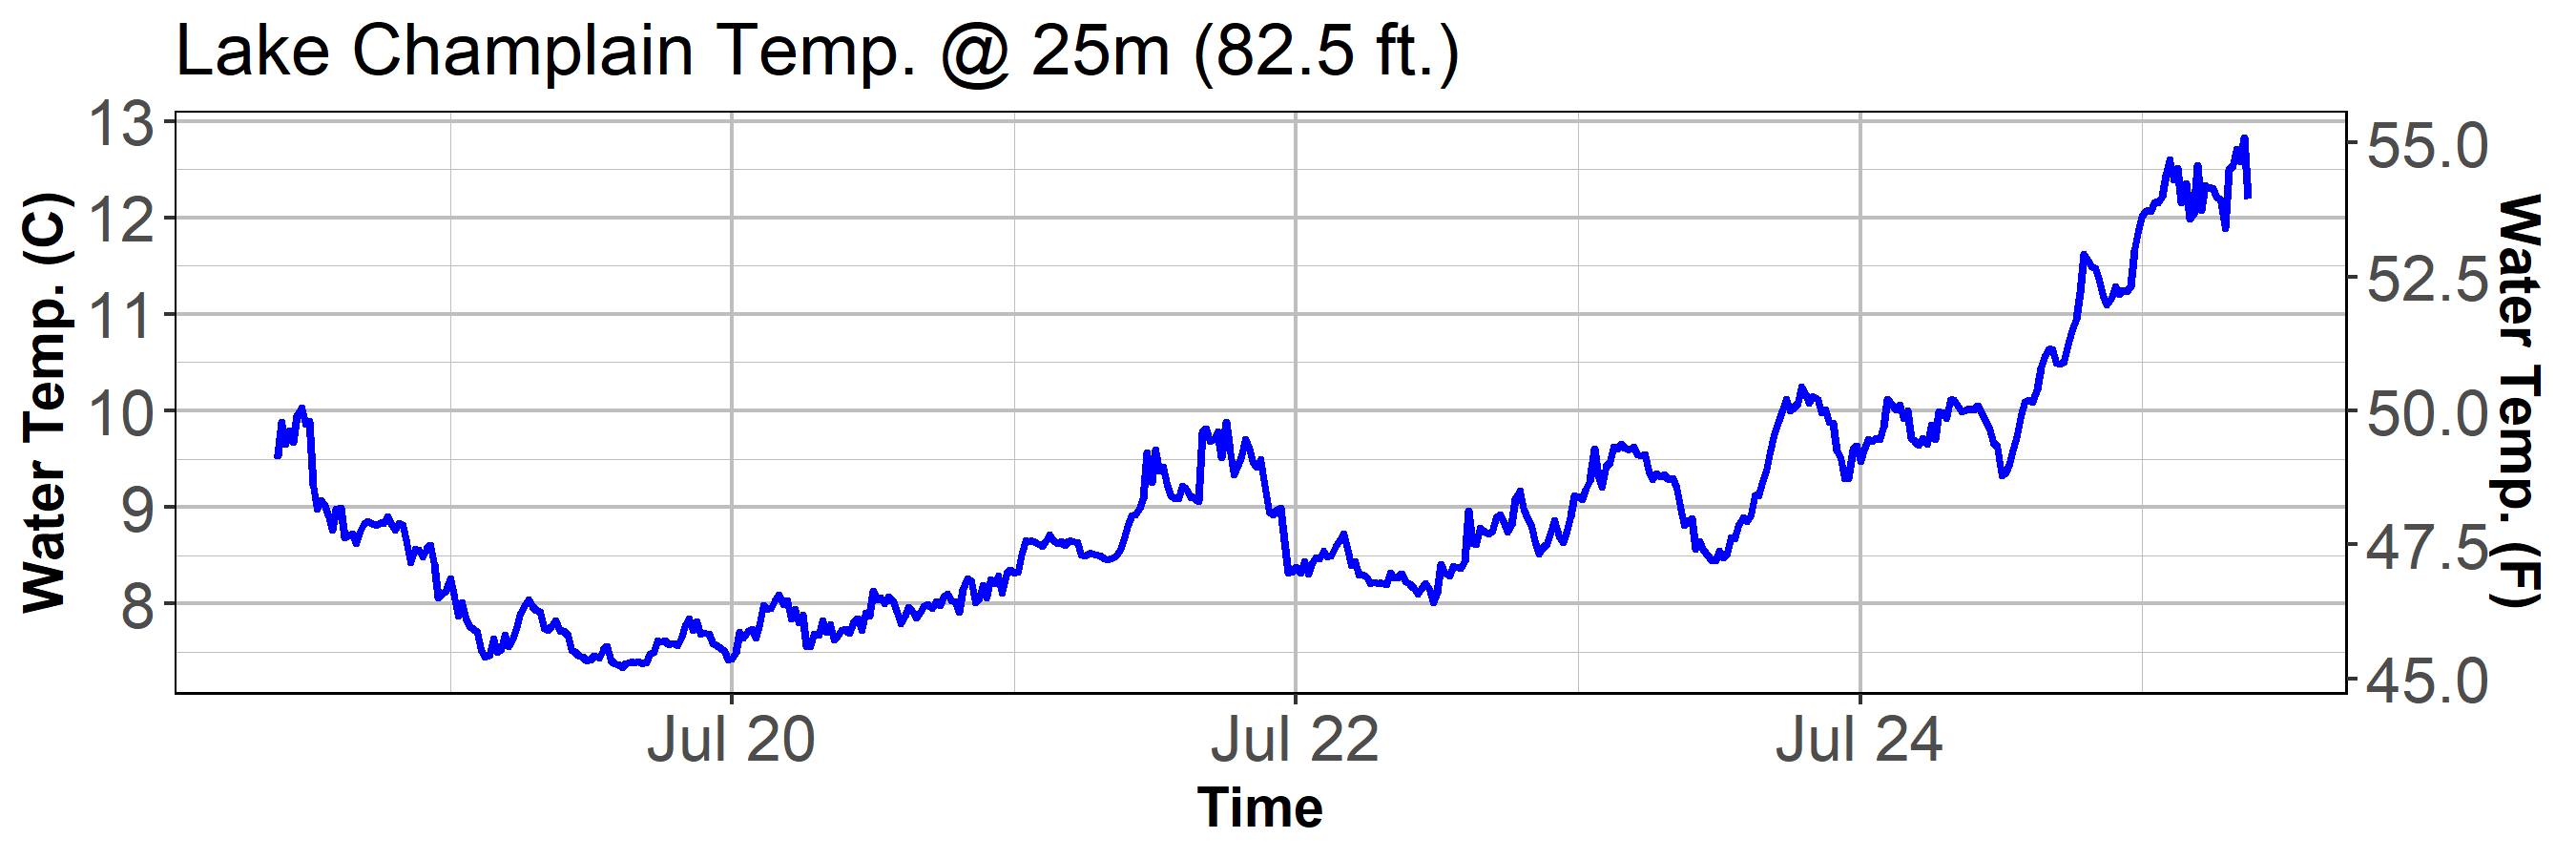 Lake Champlain Temp. @ 25m (82.5 ft.)
Water Temp. (C)
13
12
11
10
9
8
55.0
52.5
50.0
47.5
45.0
Water Temp. (F)
Jul 20 Jul 22 Jul 24
Time